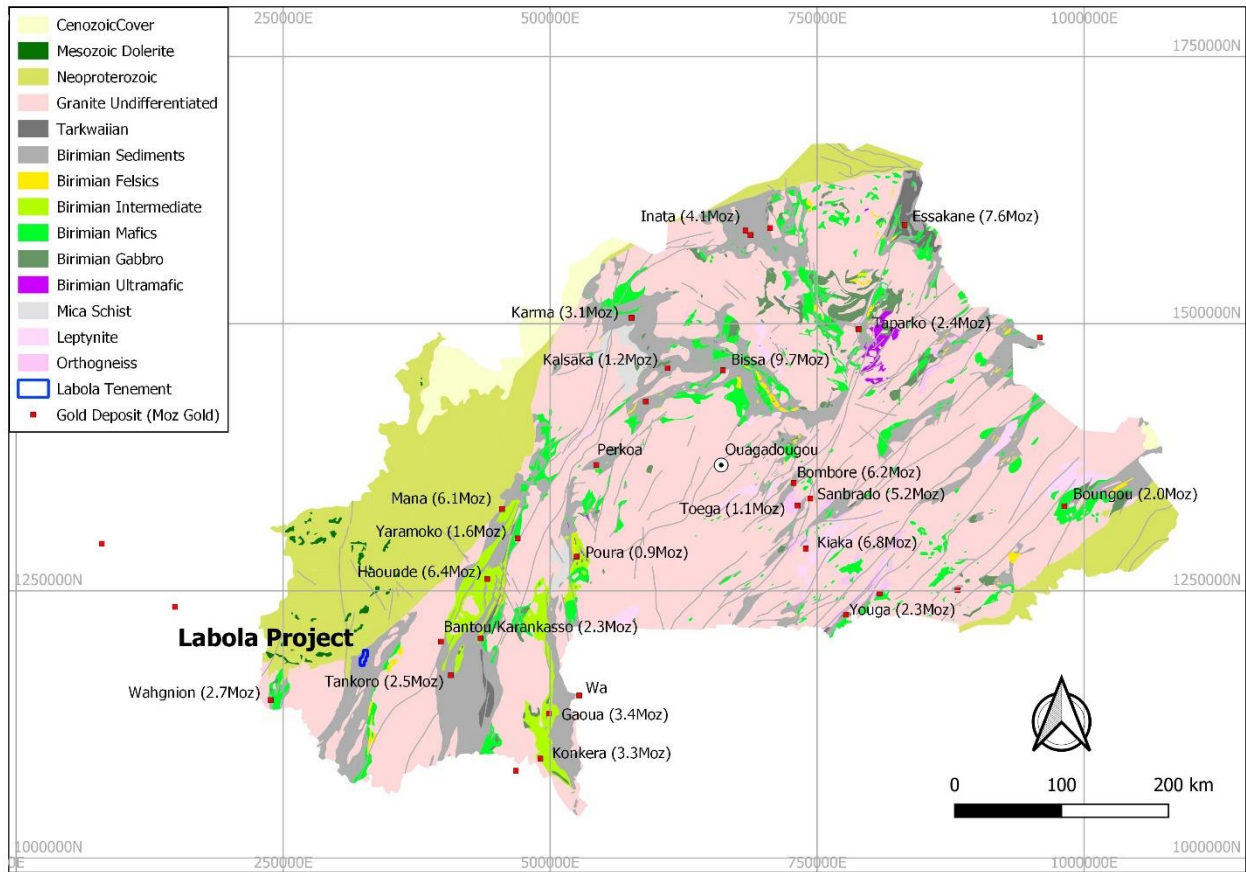 250000E
500000E
750000E
1000000E
1750000N
CenozoicCover
Mesozoic Dolerite
Neoproterozoic
Granite Undifferentiated
Tarkwaiian
Birimian Sediments
Birimian Felsics
Birimian Intermediate
Birimian Mafics
Birimian Gabbro
Birimian Ultramafic
Mica Schist
Leptynite
Orthogneiss
Labola Tenement
Gold Deposit (Moz Gold)
Inata (4.1Moz)
Essakane (7.6Moz)
1500000N
Karma (3.1Moz)
Taparko (2.4Moz)
Kalsaka (1.2Moz)
Bissa (9.7Moz)
Perkoa
Ouagadougou
Bombore (6.2Moz)
Mana (6.1Moz)
Sanbrado (5.2Moz)
Boungou (2.0Moz)
Toega (1.1Moz)
Yaramoko (1.6Moz)
Poura (0.9Moz)
Kiaka (6.8Moz)
Haounde (6.4Moz)
1250000N
1250000N
Youga (2.3Moz)
Bantou/Karankasso (2.3Moz)
Labola Project
Tankoro (2.5Moz)
Wahgnion (2.7Moz)
Wa
Gaoua (3.4Moz)
Konkera (3.3Moz)
0
100
200 km
1000000N
1000000N
0E
250000E
500000E
750000E
1000000E